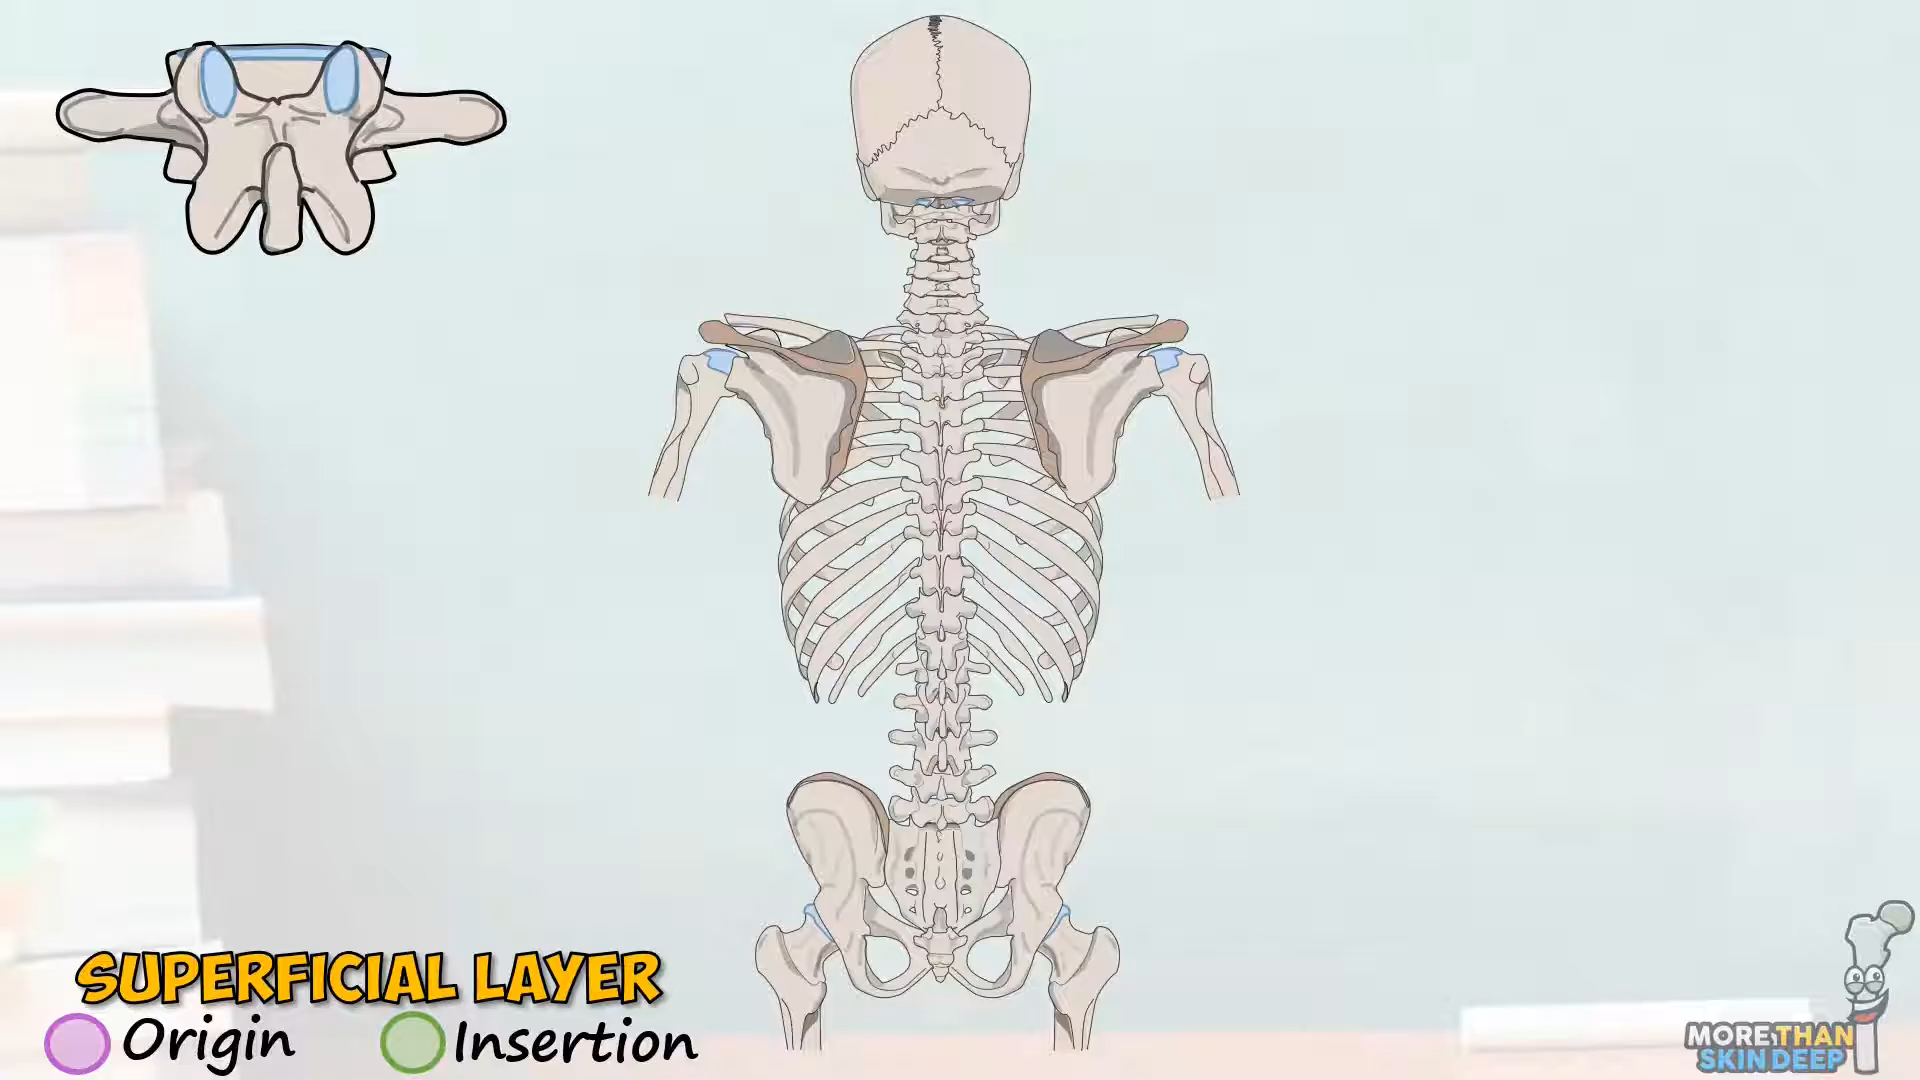 SUPERFICIAL LAYER
Origin Insertion
MORE THAN
SKIN DEEP